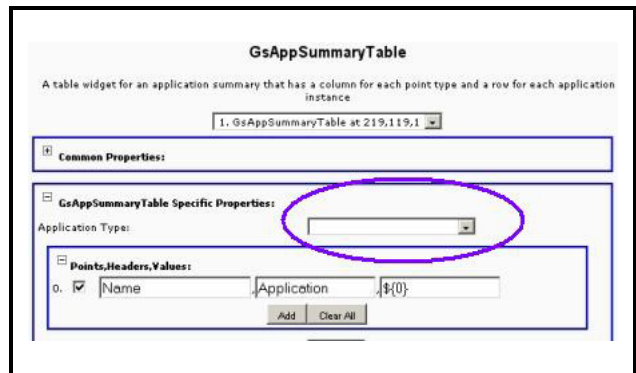 GsAppSummaryTable
A table widget for an application summary that has a column for each point type and a row for each application
instance
1. GsAppSummaryTable at 219,119,1
Common Properties:
GsAppSummaryTable Specific Properties:
Application Type:
Points,Headers,Values:
0. Name ,Application ,${0}
Add Clear All